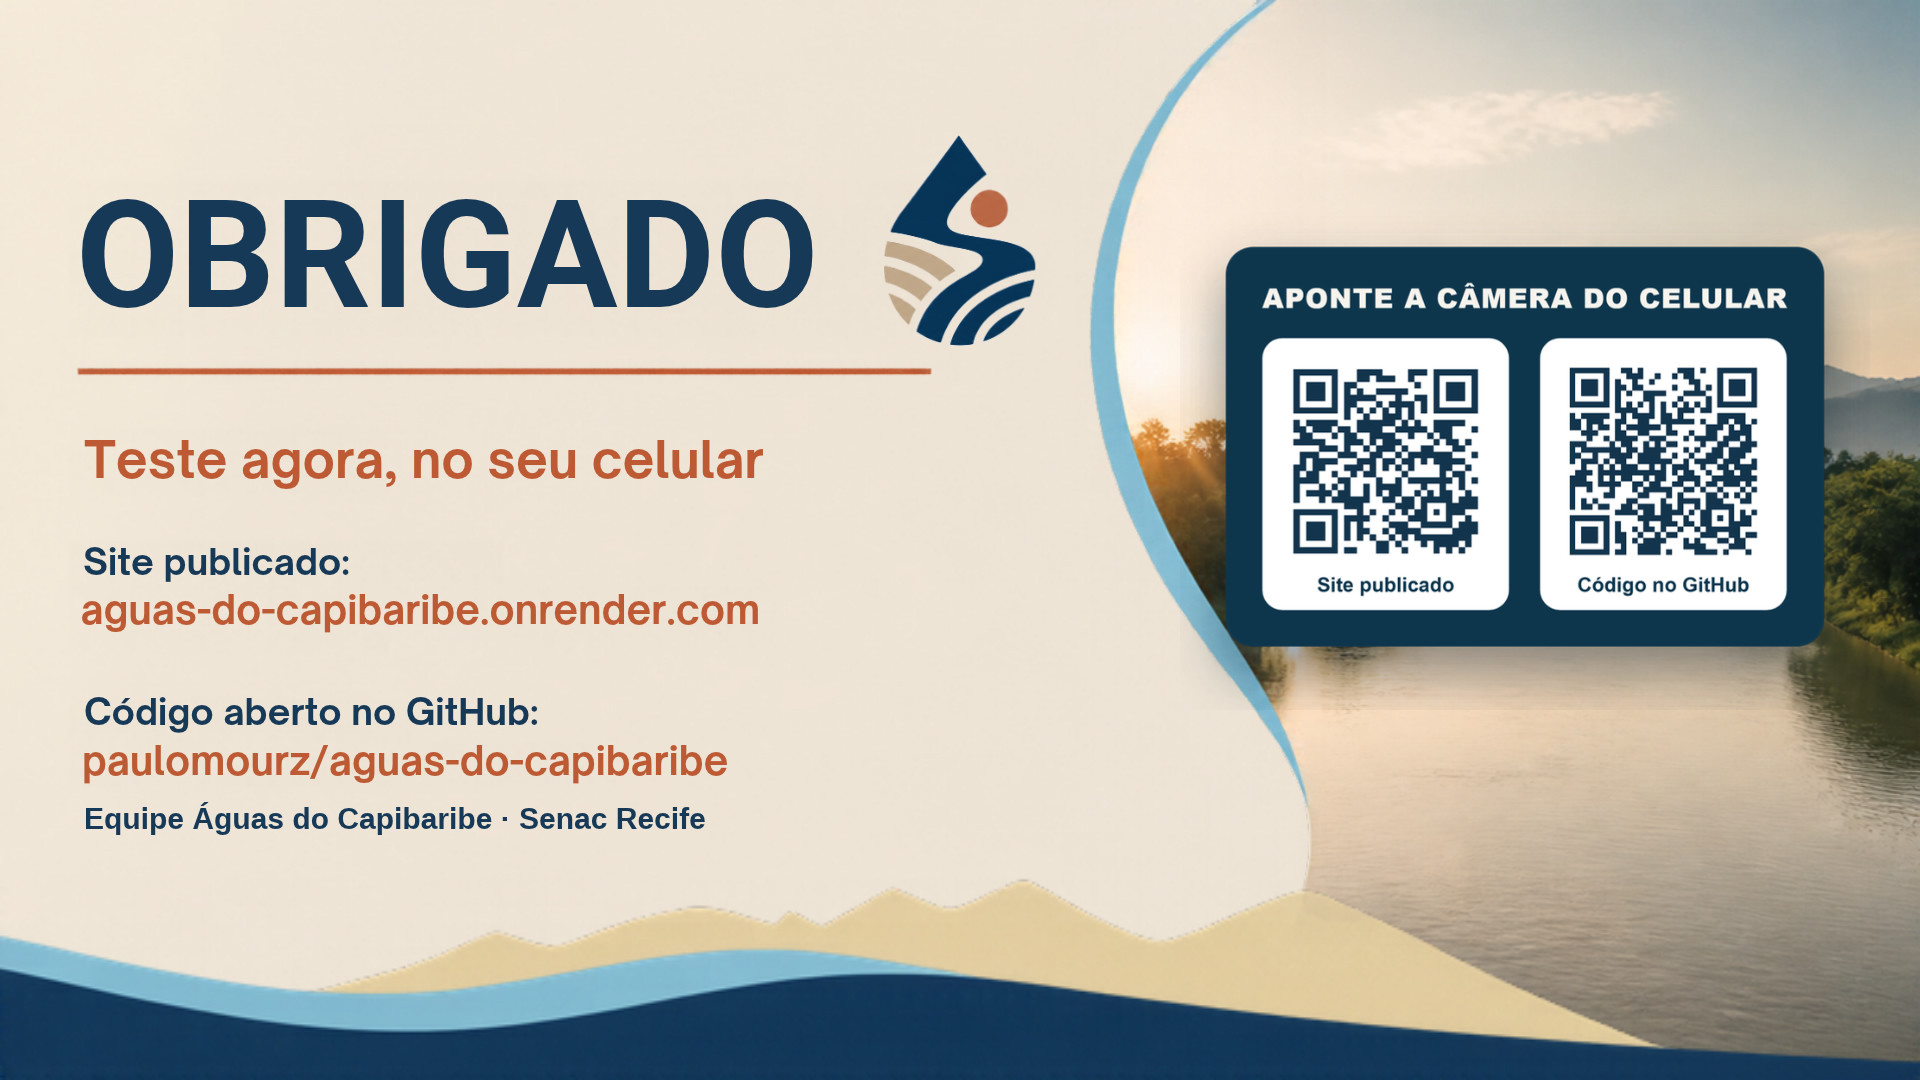 OBRIGADO
Teste agora, no seu celular
Site publicado:
aguas-do-capibaribe.onrender.com
Código aberto no GitHub:
paulomourz/aguas-do-capibaribe
Equipe Águas do Capibaribe · Senac Recife
APONTE A CÂMERA DO CELULAR
Site publicado
Código no GitHub